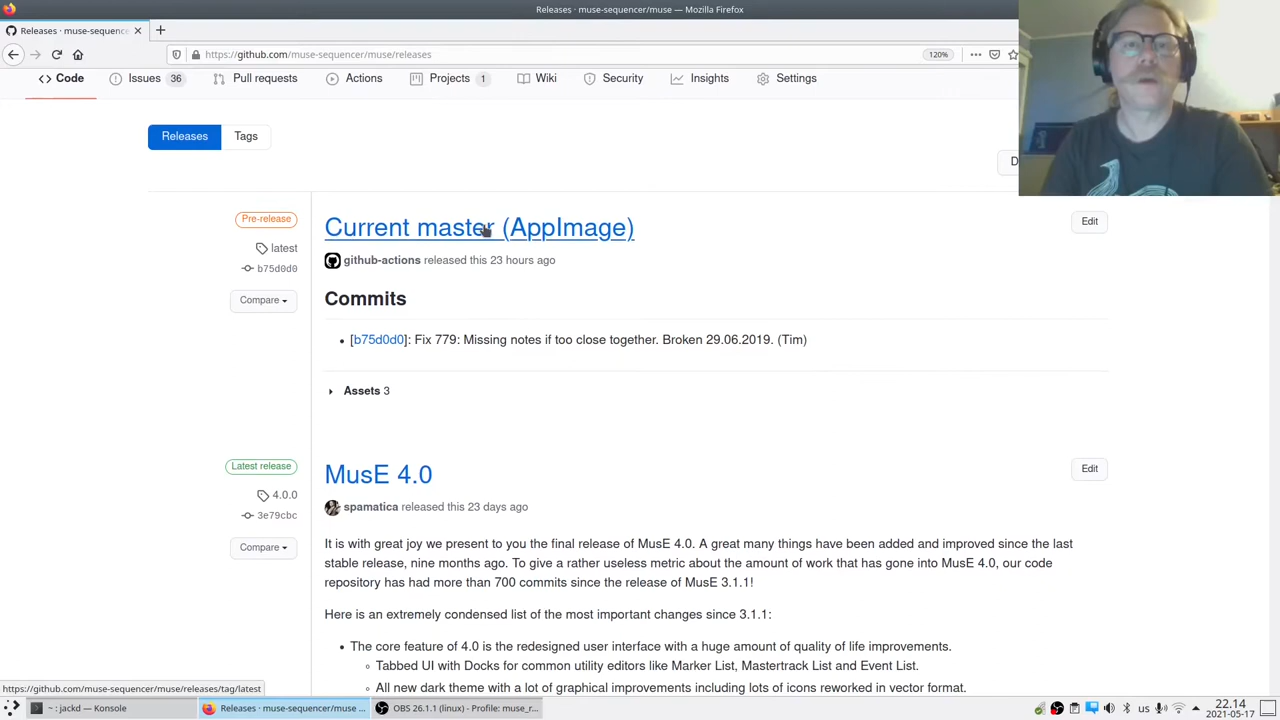 Releases · muse-sequencer/muse — Mozilla Firefox
Releases · muse-sequence
https://github.com/muse-sequencer/muse/releases
120%
Code
Issues 36
Pull requests
Actions
Projects 1
Wiki
Security
Insights
Settings
Releases
Tags
D
Pre-release
Current master (AppImage)
Edit
latest
github-actions released this 23 hours ago
b75d0d0
Compare
Commits
[b75d0d0]: Fix 779: Missing notes if too close together. Broken 29.06.2019. (Tim)
Assets 3
Latest release
MusE 4.0
Edit
4.0.0
spamatica released this 23 days ago
3e79cbc
Compare
It is with great joy we present to you the final release of MusE 4.0. A great many things have been added and improved since the last
stable release, nine months ago. To give a rather useless metric about the amount of work that has gone into MusE 4.0, our code
repository has had more than 700 commits since the release of MusE 3.1.1!
Here is an extremely condensed list of the most important changes since 3.1.1:
The core feature of 4.0 is the redesigned user interface with a huge amount of quality of life improvements.
Tabbed UI with Docks for common utility editors like Marker List, Mastertrack List and Event List.
All new dark theme with a lot of graphical improvements including lots of icons reworked in vector format.
https://github.com/muse-sequencer/muse/releases/tag/latest
~ : jackd — Konsole
Releases · muse-sequencer/muse ...
OBS 26.1.1 (linux) - Profile: muse_r...
us
22.14
2021-05-17